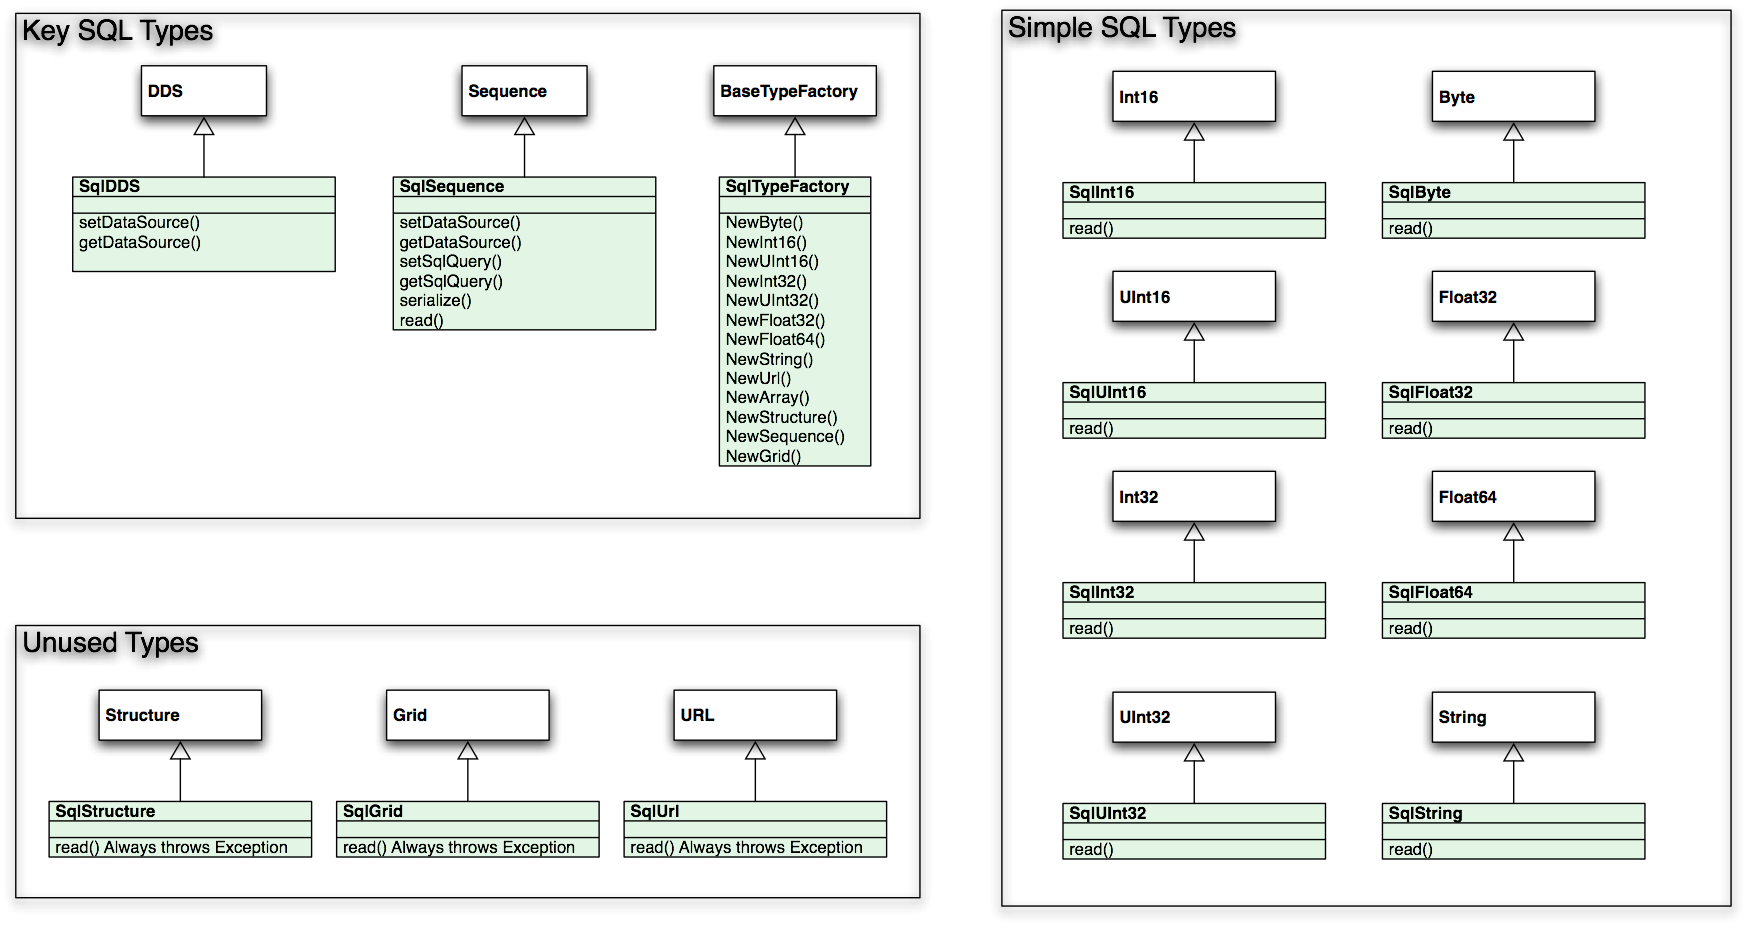 Key SQL Types
DDS
SqlDDS
setDataSource()
getDataSource()
Sequence
SqlSequence
setDataSource()
getDataSource()
setSqlQuery()
getSqlQuery()
serialize()
read()
BaseTypeFactory
SqlTypeFactory
NewByte()
NewInt16()
NewUInt16()
NewInt32()
NewUInt32()
NewFloat32()
NewFloat64()
NewString()
NewUrl()
NewArray()
NewStructure()
NewSequence()
NewGrid()
Unused Types
Structure
SqlStructure
read() Always throws Exception
Grid
SqlGrid
read() Always throws Exception
URL
SqlUrl
read() Always throws Exception
Simple SQL Types
Int16
SqlInt16
read()
Byte
SqlByte
read()
UInt16
SqlUInt16
read()
Float32
SqlFloat32
read()
Int32
SqlInt32
read()
Float64
SqlFloat64
read()
UInt32
SqlUInt32
read()
String
SqlString
read()